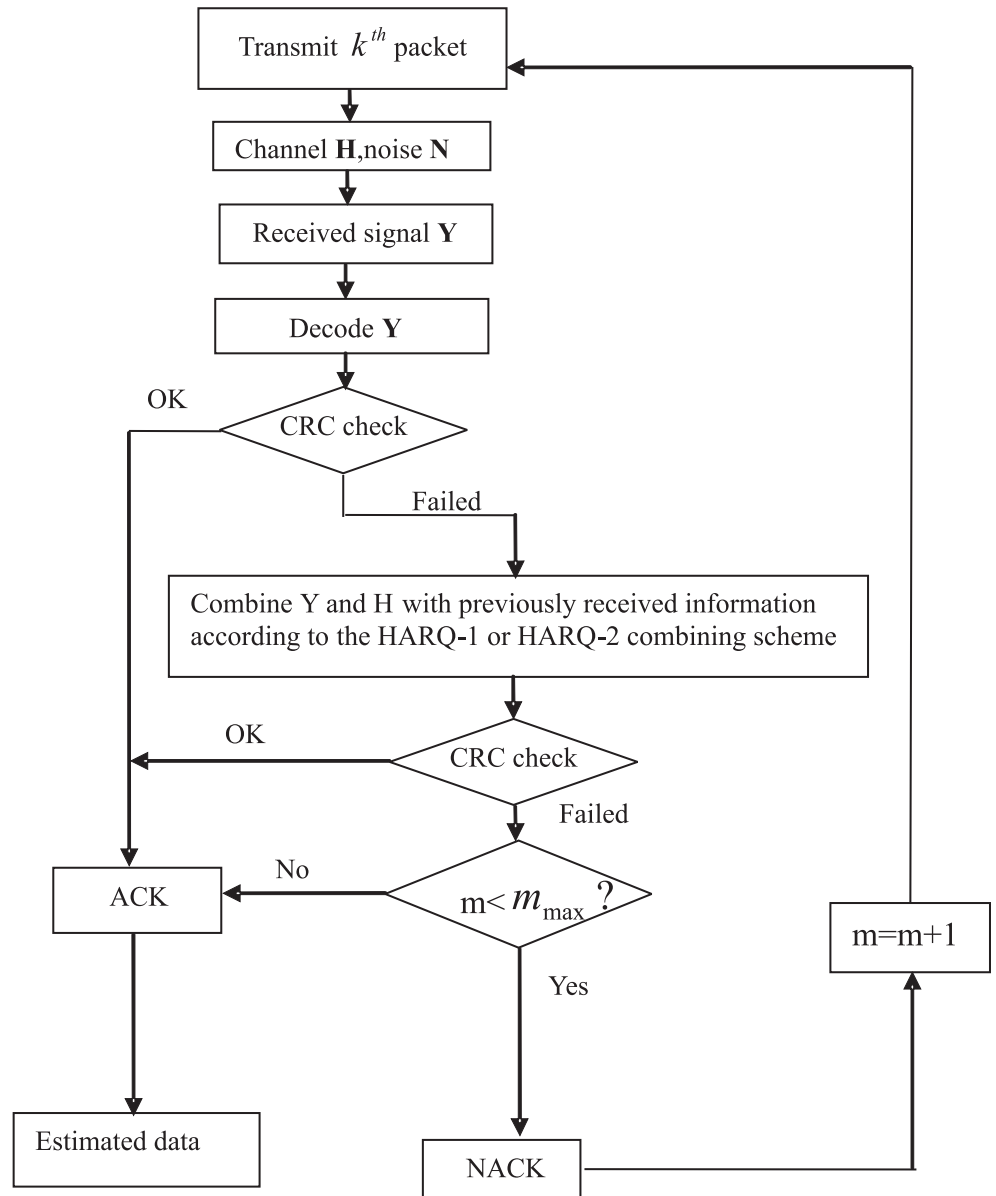 Transmit k^th packet
Channel H,noise N
Received signal Y
Decode Y
OK
CRC check
Failed
Combine Y and H with previously received information
according to the HARQ-1 or HARQ-2 combining scheme
OK
CRC check
Failed
No
ACK
m< m_max ?
m=m+1
Yes
Estimated data
NACK